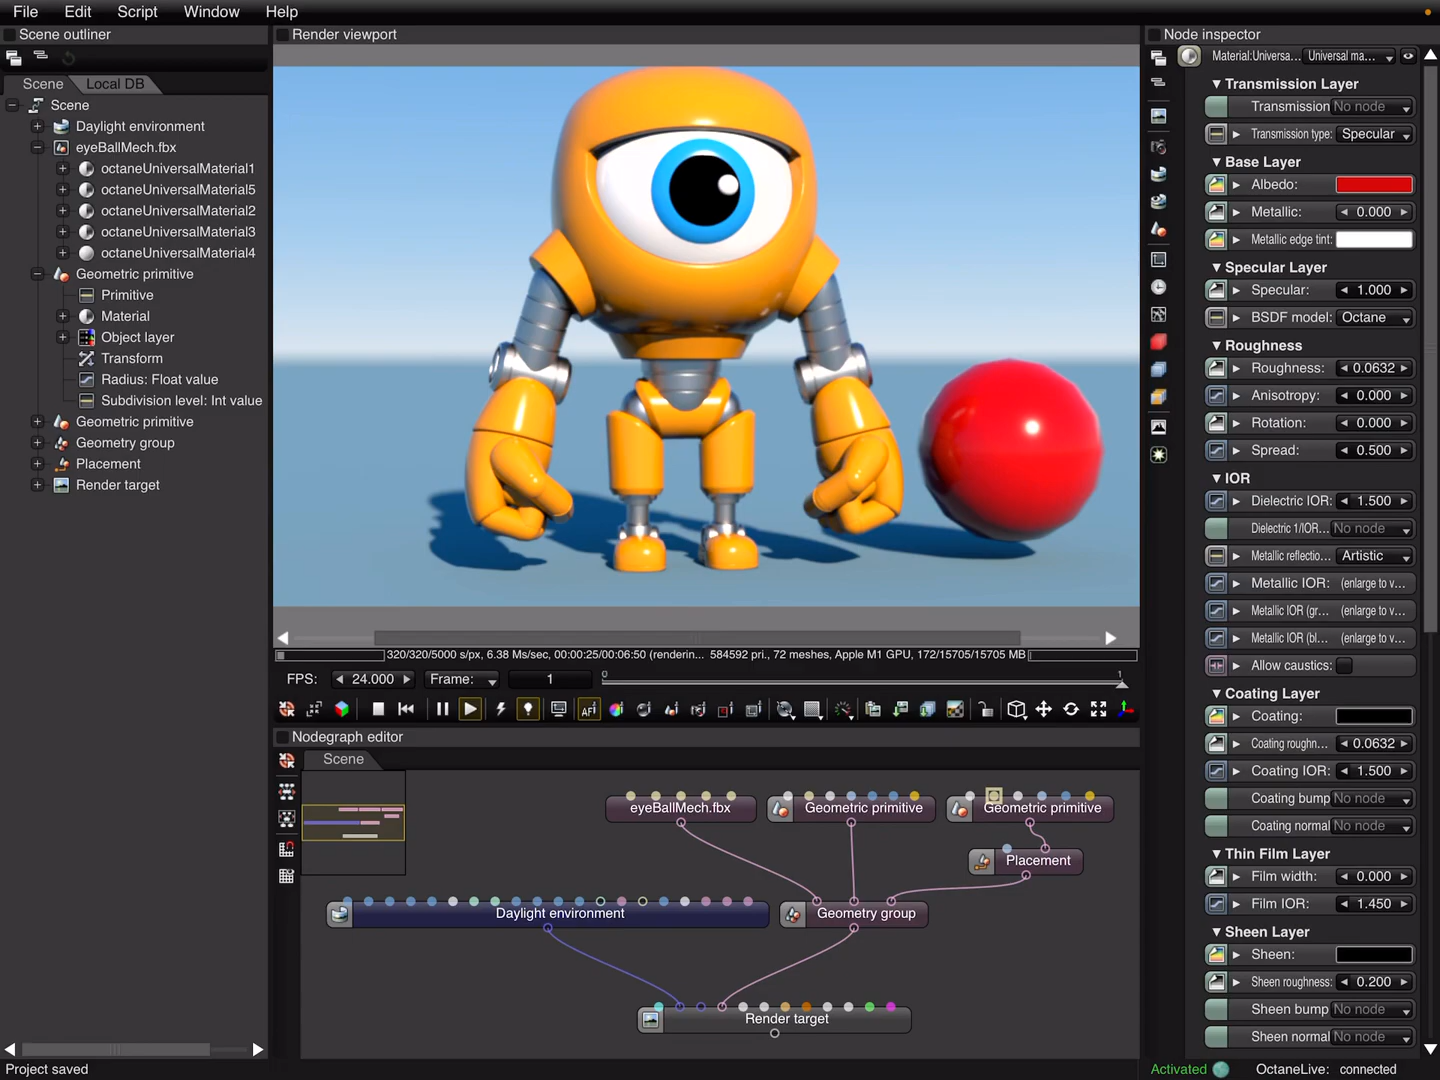 File Edit Script Window Help
Scene outliner
Scene Local DB
Scene
Daylight environment
eyeBallMech.fbx
octaneUniversalMaterial1
octaneUniversalMaterial5
octaneUniversalMaterial2
octaneUniversalMaterial3
octaneUniversalMaterial4
Geometric primitive
Primitive
Material
Object layer
Transform
Radius: Float value
Subdivision level: Int value
Geometric primitive
Geometry group
Placement
Render target
Render viewport
320/320/5000 s/px, 6.38 Ms/sec, 00:00:25/00:06:50 (renderin... 584592 pri., 72 meshes, Apple M1 GPU, 172/15705/15705 MB
FPS: 24.000 Frame: 1 0 1
AF
Nodegraph editor
Scene
eyeBallMech.fbx Geometric primitive Geometric primitive
Placement
Daylight environment Geometry group
Render target
Node inspector
Material:Universa... Universal ma...
Transmission Layer
Transmission No node
Transmission type: Specular
Base Layer
Albedo:
Metallic: 0.000
Metallic edge tint:
Specular Layer
Specular: 1.000
BSDF model: Octane
Roughness
Roughness: 0.0632
Anisotropy: 0.000
Rotation: 0.000
Spread: 0.500
IOR
Dielectric IOR: 1.500
Dielectric 1/IOR... No node
Metallic reflectio... Artistic
Metallic IOR: (enlarge to v...
Metallic IOR (gr... (enlarge to v...
Metallic IOR (bl... (enlarge to v...
Allow caustics:
Coating Layer
Coating:
Coating roughn... 0.0632
Coating IOR: 1.500
Coating bump No node
Coating normal No node
Thin Film Layer
Film width: 0.000
Film IOR: 1.450
Sheen Layer
Sheen:
Sheen roughness: 0.200
Sheen bump No node
Sheen normal No node
Project saved
Activated OctaneLive: connected